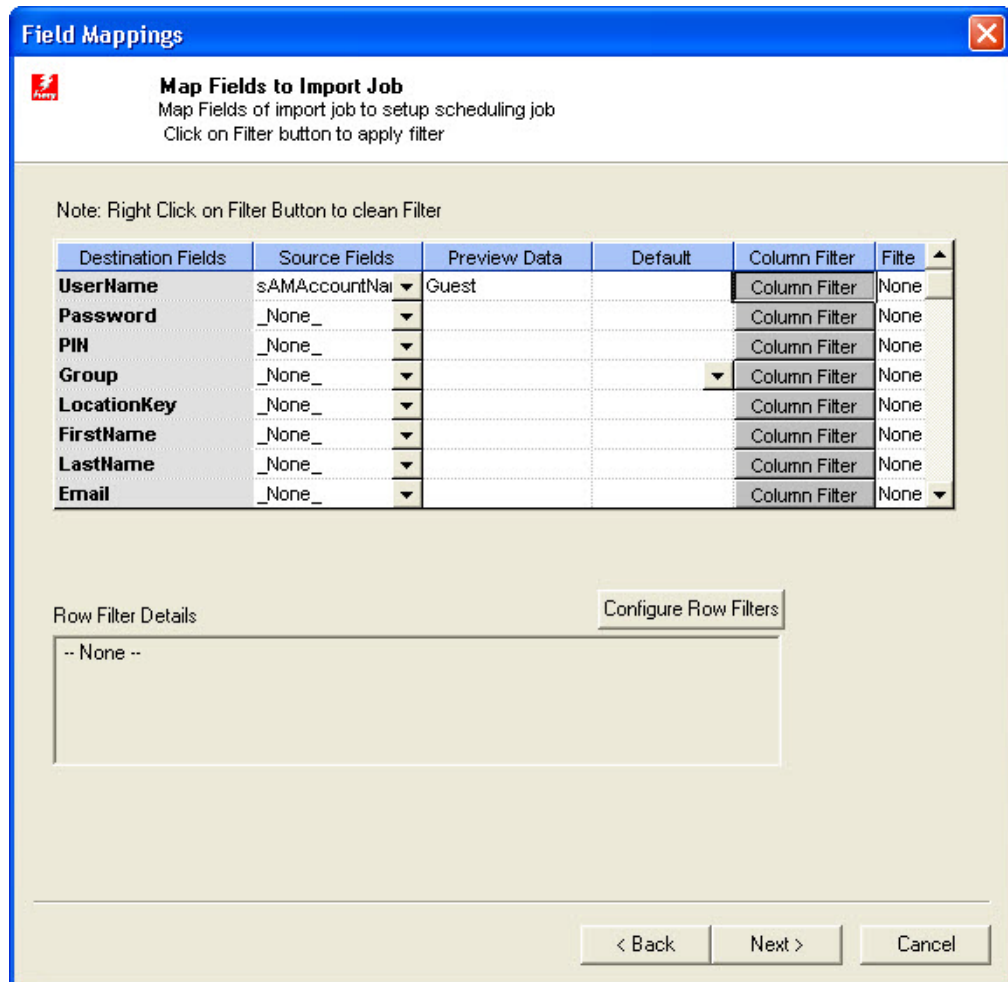 Field Mappings
Map Fields to Import Job
Map Fields of import job to setup scheduling job
Click on Filter button to apply filter
Note: Right Click on Filter Button to clean Filter
Destination Fields Source Fields Preview Data Default Column Filter Filte
UserName sAMAccountNa Guest Column Filter None
Password _None_ Column Filter None
PIN _None_ Column Filter None
Group _None_ Column Filter None
LocationKey _None_ Column Filter None
FirstName _None_ Column Filter None
LastName _None_ Column Filter None
Email _None_ Column Filter None
Row Filter Details Configure Row Filters
-- None --
< Back Next > Cancel